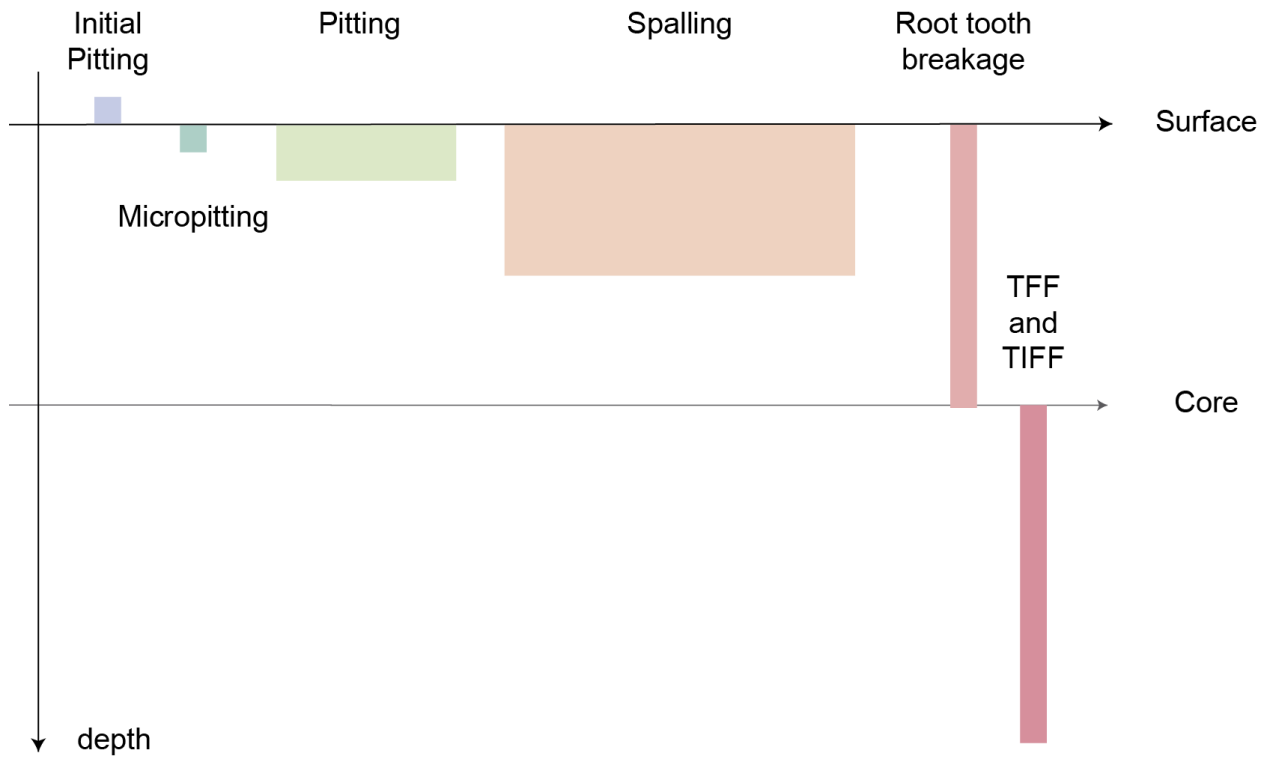 Initial
Pitting
Pitting
Spalling
Root tooth
breakage
Surface
Micropitting
TFF
and
TIFF
Core
depth